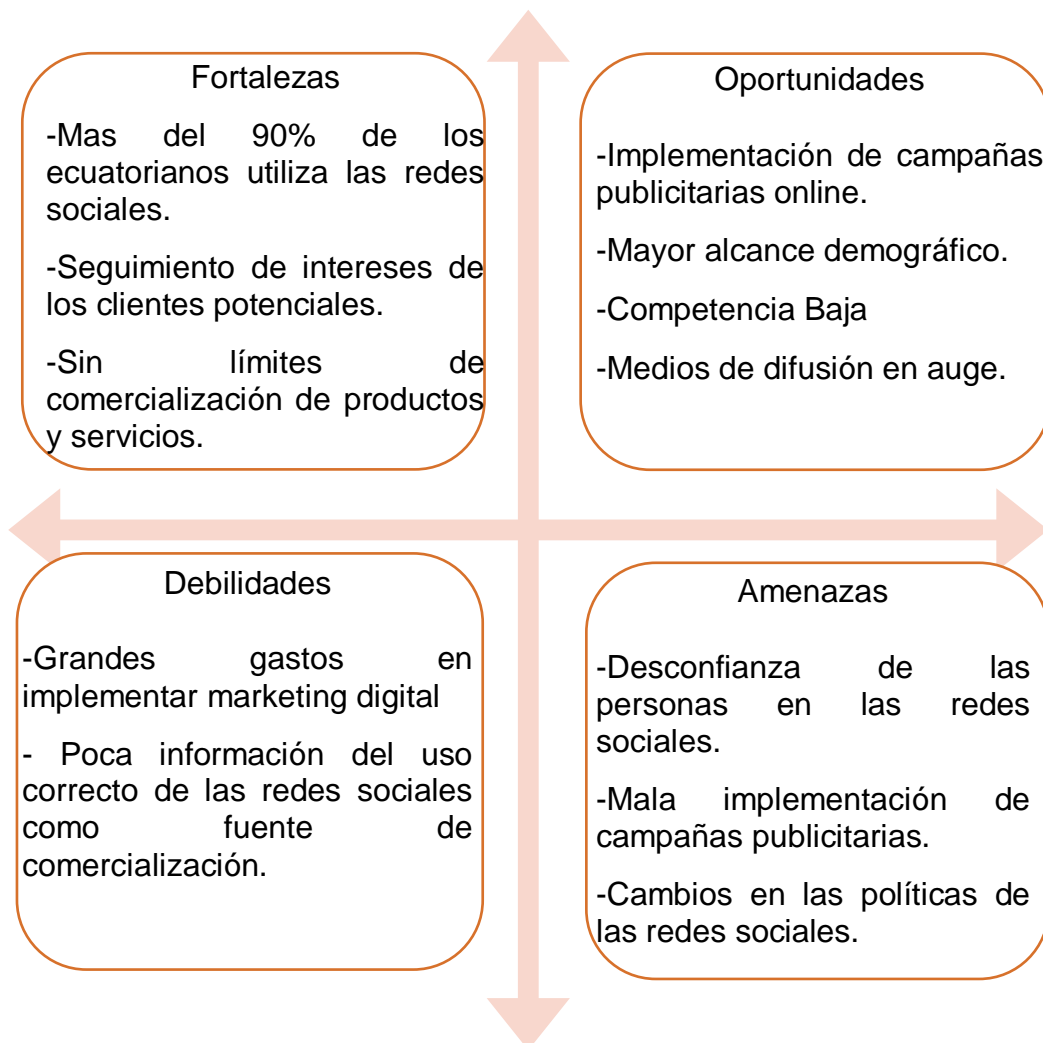 Fortalezas
-Mas del 90% de los
ecuatorianos utiliza las redes
sociales.
-Seguimiento de intereses de
los clientes potenciales.
-Sin límites de
comercialización de productos
y servicios.
Oportunidades
-Implementación de campañas
publicitarias online.
-Mayor alcance demográfico.
-Competencia Baja
-Medios de difusión en auge.
Debilidades
-Grandes gastos en
implementar marketing digital
- Poca información del uso
correcto de las redes sociales
como fuente de
comercialización.
Amenazas
-Desconfianza de las
personas en las redes
sociales.
-Mala implementación de
campañas publicitarias.
-Cambios en las políticas de
las redes sociales.